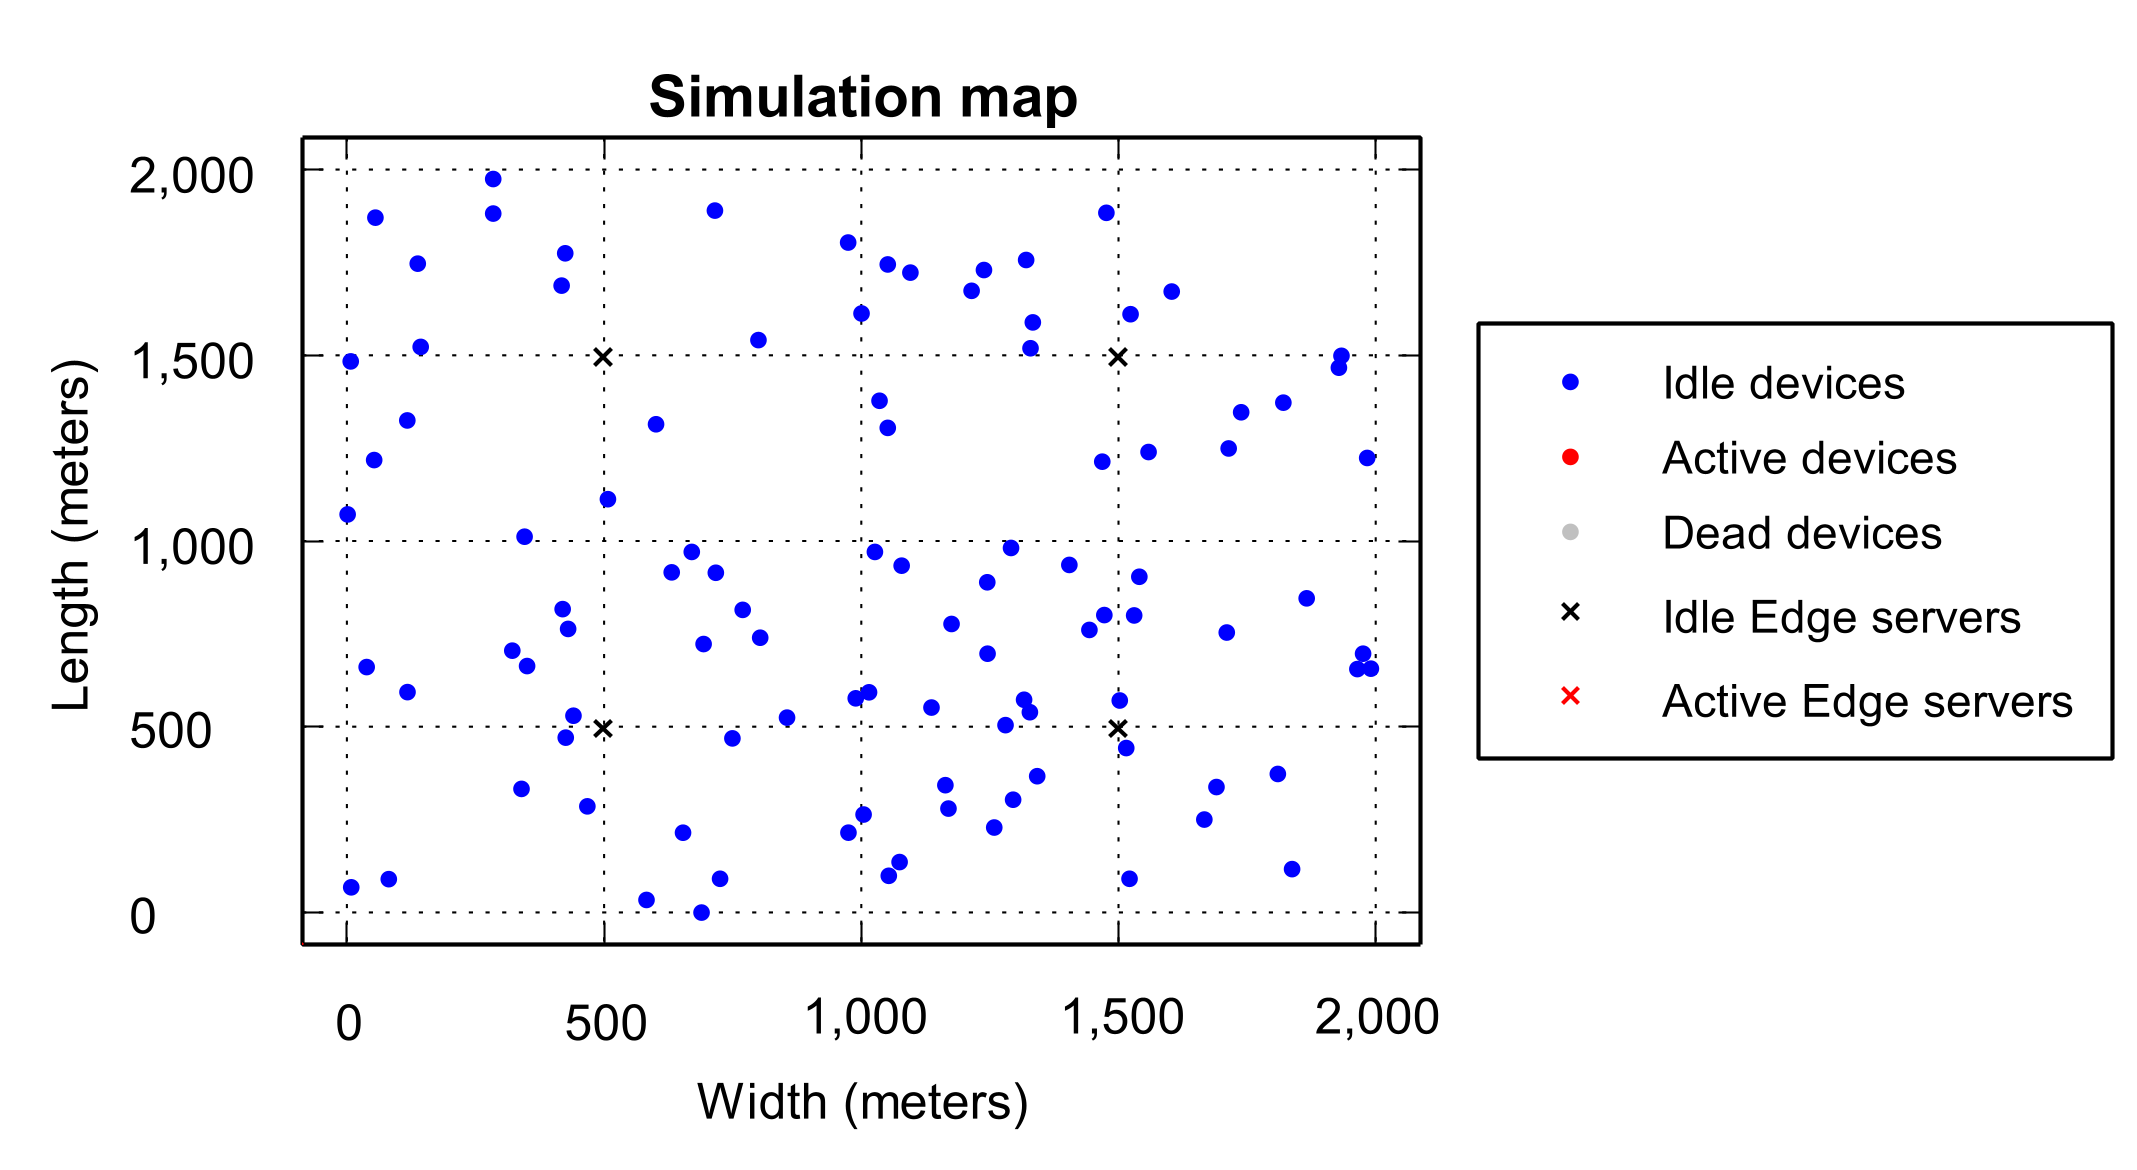 Simulation map
2,000
1,500
1,000
500
0
Length (meters)
0
500
1,000
1,500
2,000
Width (meters)
Idle devices
Active devices
Dead devices
Idle Edge servers
Active Edge servers